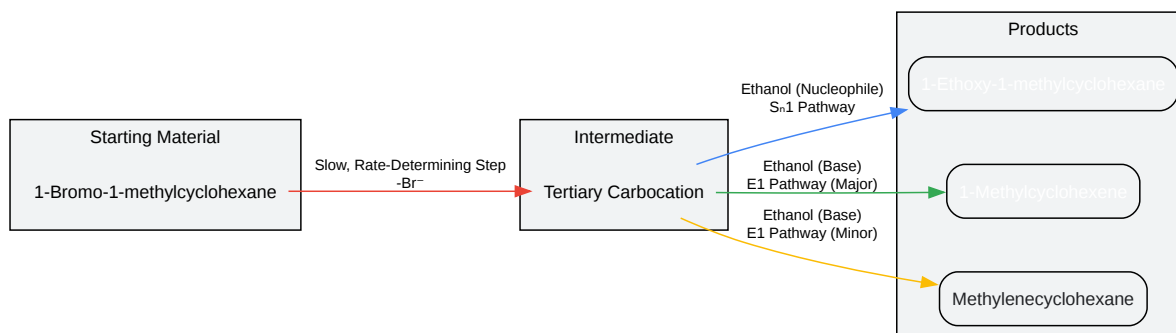 Products
1-Ethoxy-1-methylcyclohexane
Ethanol (Nucleophile)
Sₙ1 Pathway
Starting Material
Intermediate
Slow, Rate-Determining Step
-Br⁻
1-Bromo-1-methylcyclohexane
Tertiary Carbocation
Ethanol (Base)
E1 Pathway (Major)
1-Methylcyclohexene
Ethanol (Base)
E1 Pathway (Minor)
Methylenecyclohexane